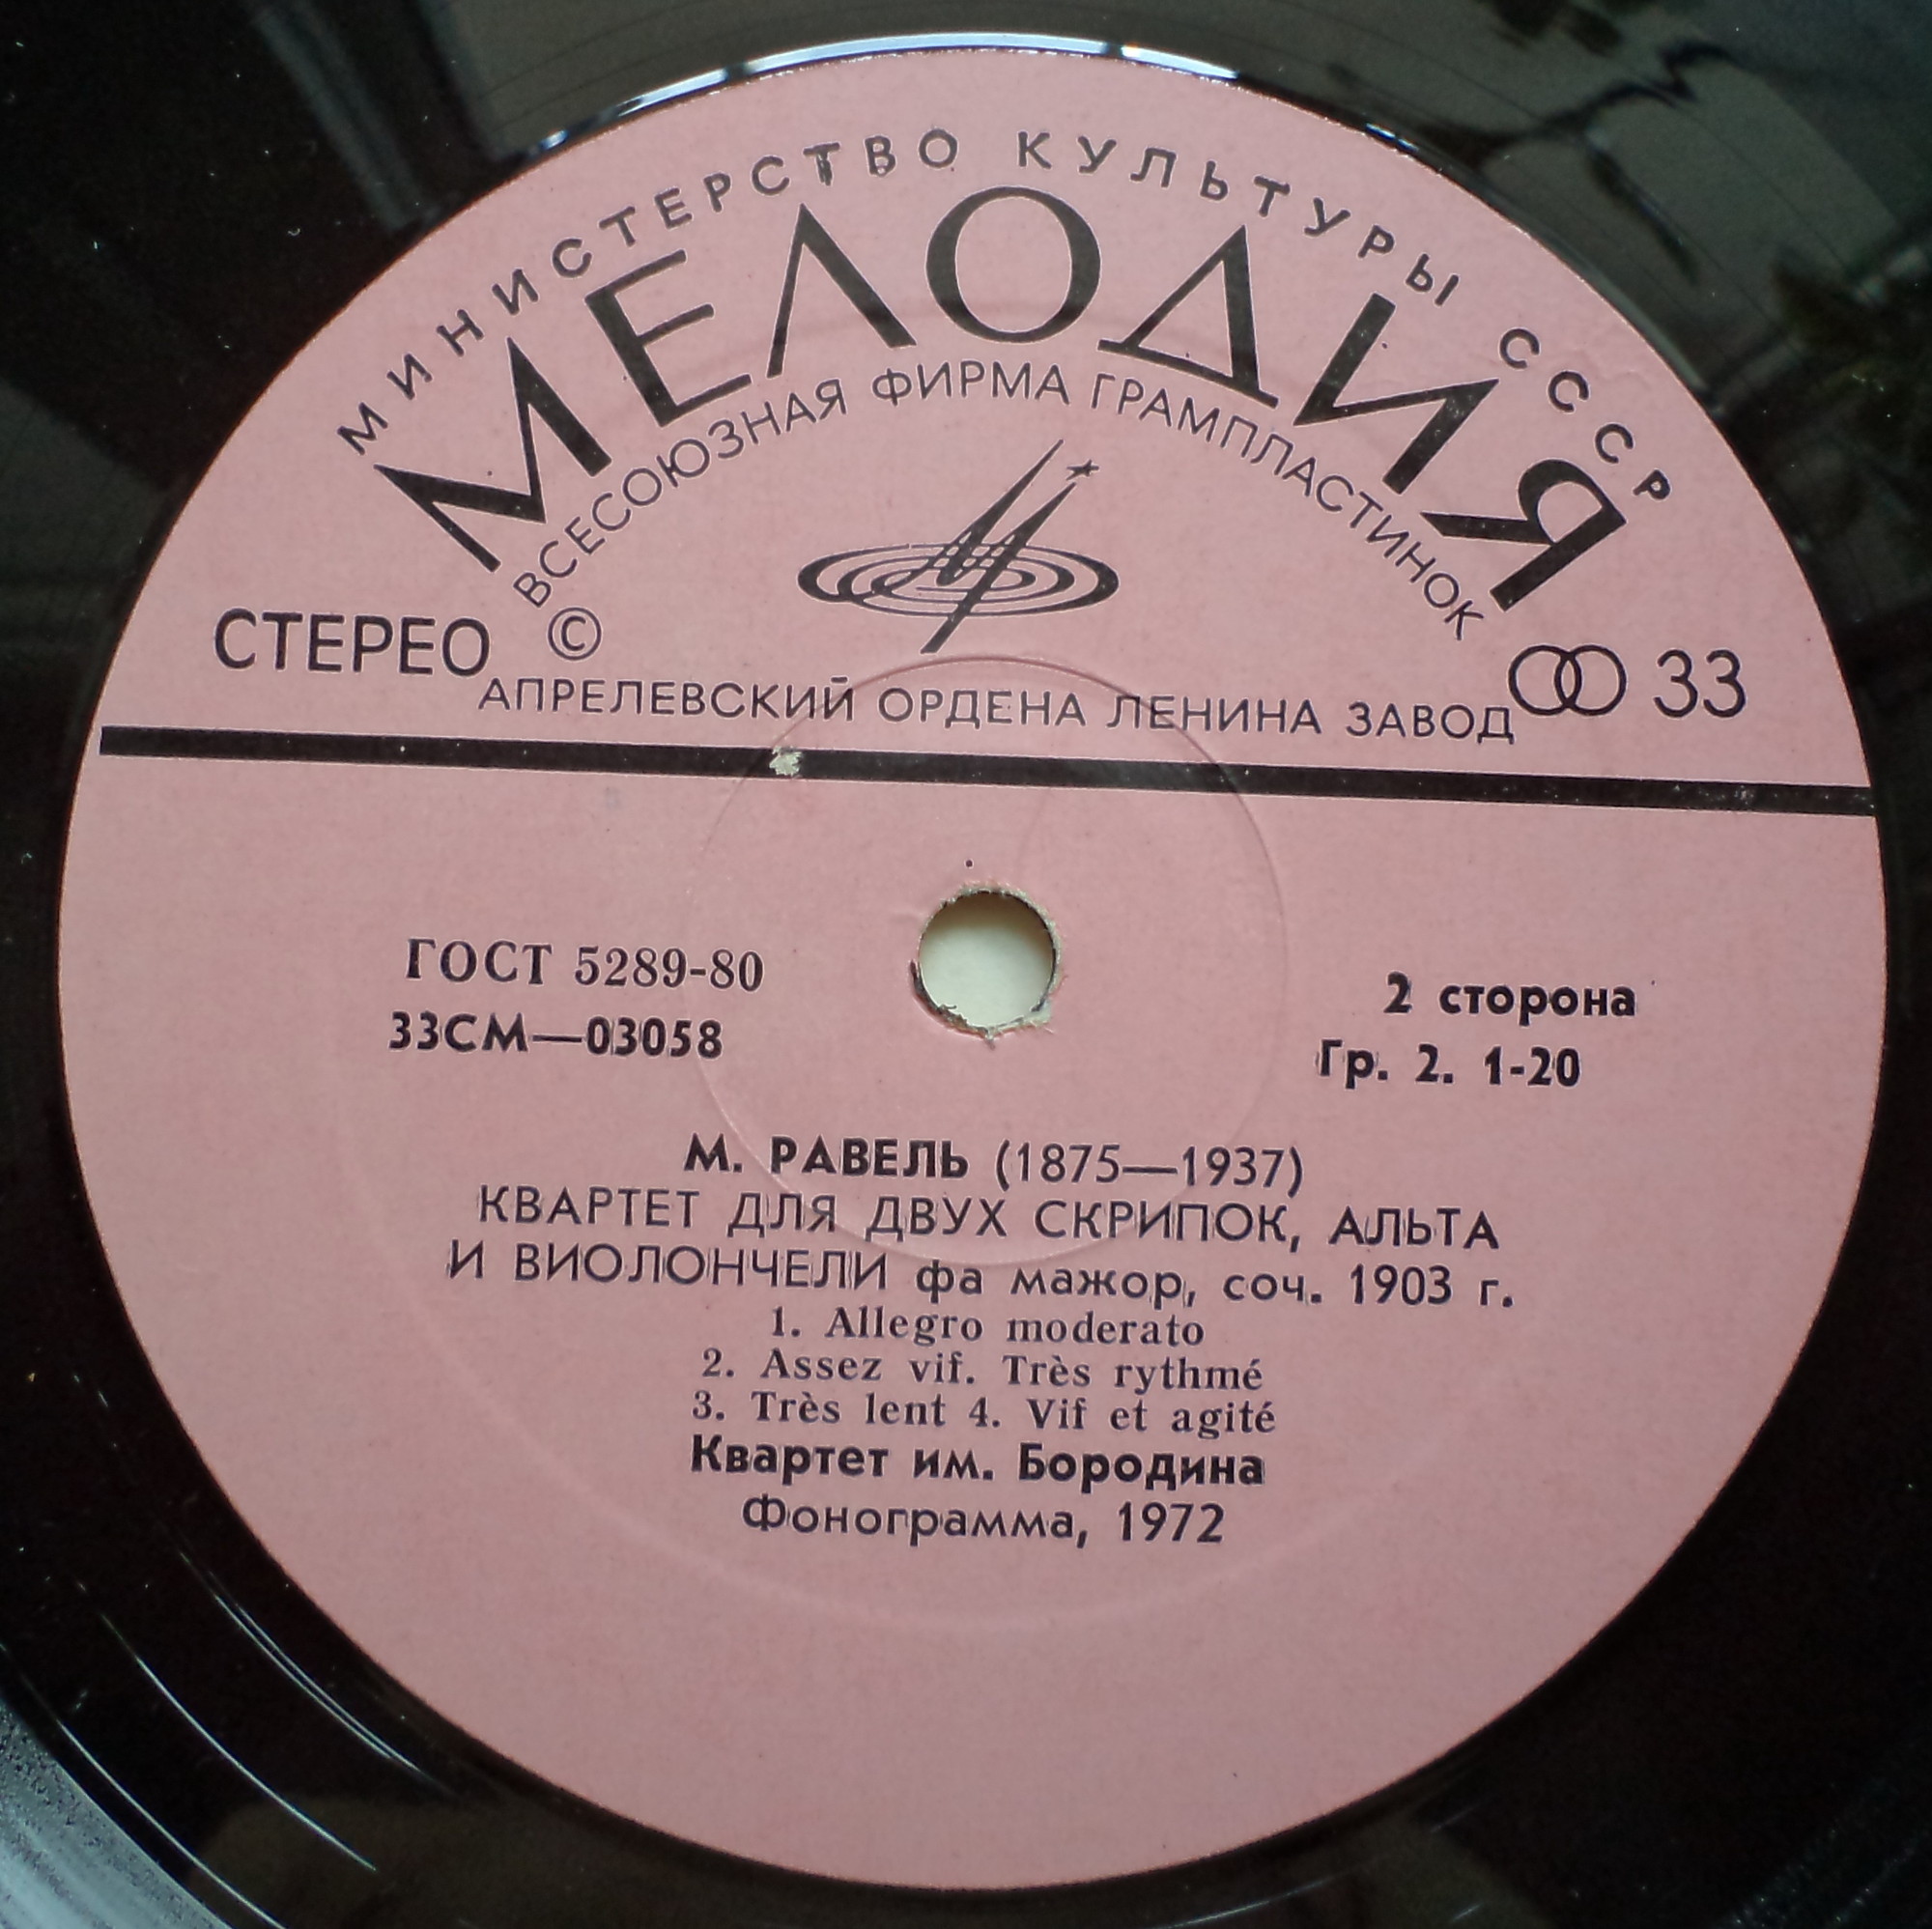 МИНИСТЕРСТВО КУЛЬТУРЫ СССР
МЕЛОДИЯ
ВСЕСОЮЗНАЯ ФИРМА ГРАМПЛАСТИНОК
СТЕРЕО © 33
АПРЕЛЕВСКИЙ ОРДЕНА ЛЕНИНА ЗАВОД
ГОСТ 5289-80
33СМ—03058
2 сторона
Гр. 2. 1-20
М. РАВЕЛЬ (1875—1937)
КВАРТЕТ ДЛЯ ДВУХ СКРИПОК, АЛЬТА
И ВИОЛОНЧЕЛИ фа мажор, соч. 1903 г.
1. Allegro moderato
2. Assez vif. Très rythmé
3. Très lent 4. Vif et agité
Квартет им. Бородина
Фонограмма, 1972